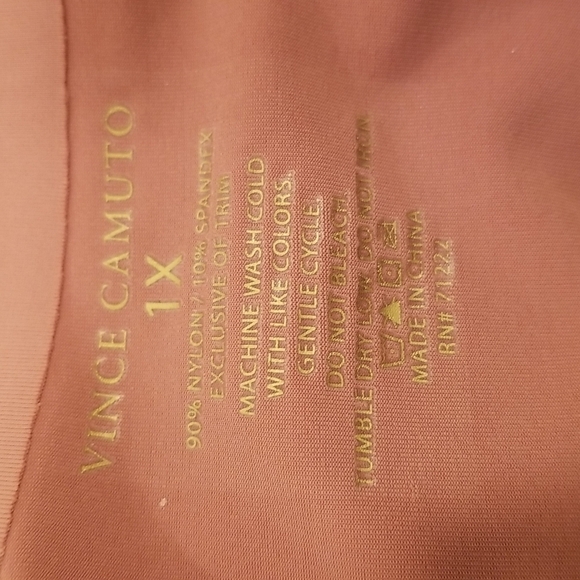 VINCE CAMUTO
1X
90% NYLON / 10% SPANDEX
EXCLUSIVE OF TRIM
MACHINE WASH COLD
WITH LIKE COLORS.
GENTLE CYCLE.
DO NOT BLEACH.
TUMBLE DRY LOW. DO NOT IRON.
MADE IN CHINA
RN# 71222